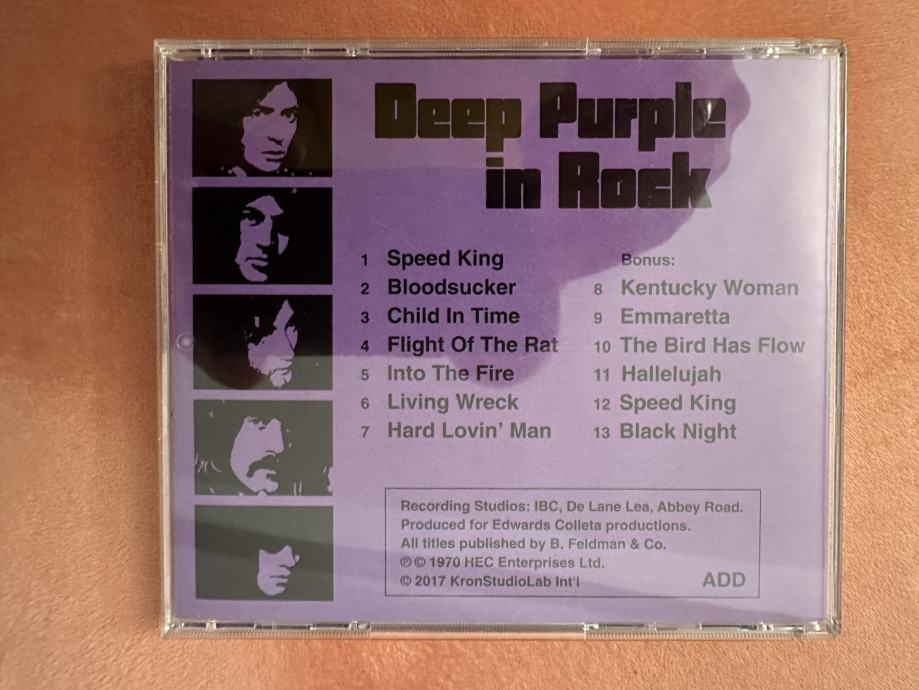 Deep Purple
in Rock
1 Speed King
2 Bloodsucker
3 Child In Time
4 Flight Of The Rat
5 Into The Fire
6 Living Wreck
7 Hard Lovin’ Man
Bonus:
8 Kentucky Woman
9 Emmaretta
10 The Bird Has Flow
11 Hallelujah
12 Speed King
13 Black Night
Recording Studios: IBC, De Lane Lea, Abbey Road.
Produced for Edwards Colleta productions.
All titles published by B. Feldman & Co.
℗ © 1970 HEC Enterprises Ltd.
© 2017 KronStudioLab Int'l
ADD